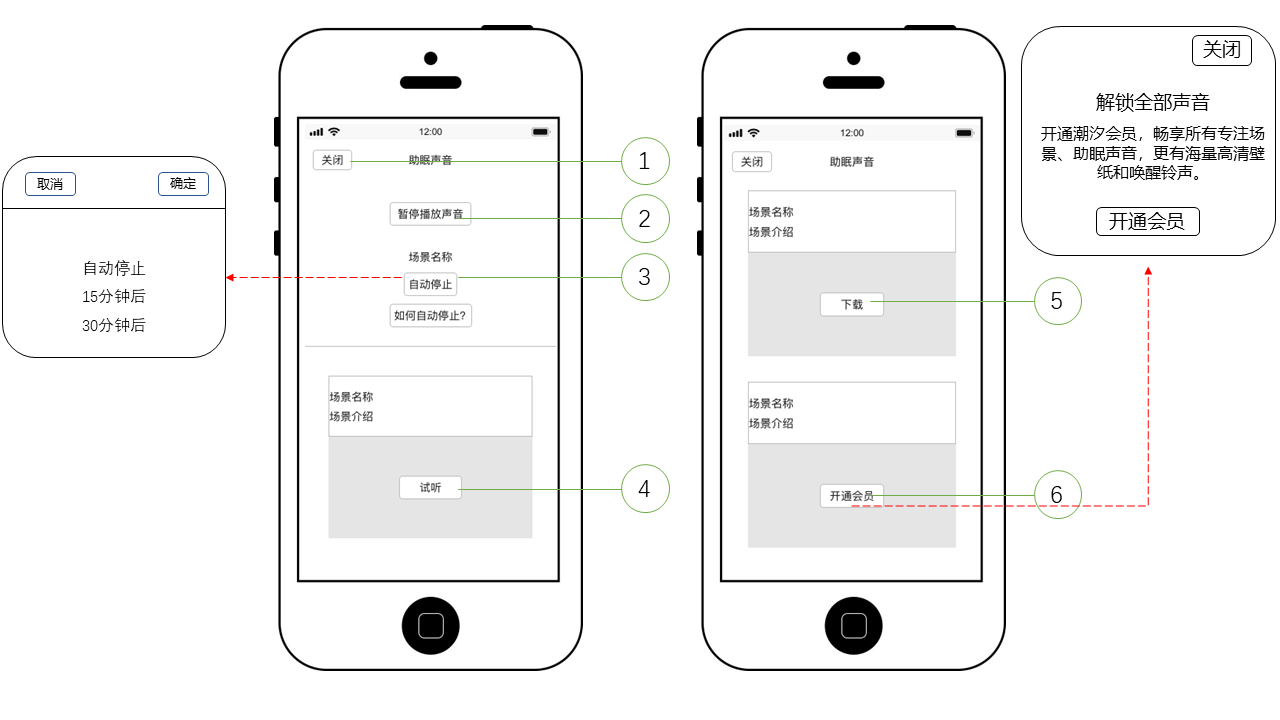 取消
确定
自动停止
15分钟后
30分钟后
12:00
关闭
助眠声音
暂停播放声音
场景名称
自动停止
如何自动停止?
场景名称
场景介绍
试听
1
2
3
4
12:00
关闭
助眠声音
场景名称
场景介绍
下载
场景名称
场景介绍
开通会员
5
6
关闭
解锁全部声音
开通潮汐会员，畅享所有专注场
景、助眠声音，更有海量高清壁
纸和唤醒铃声。
开通会员